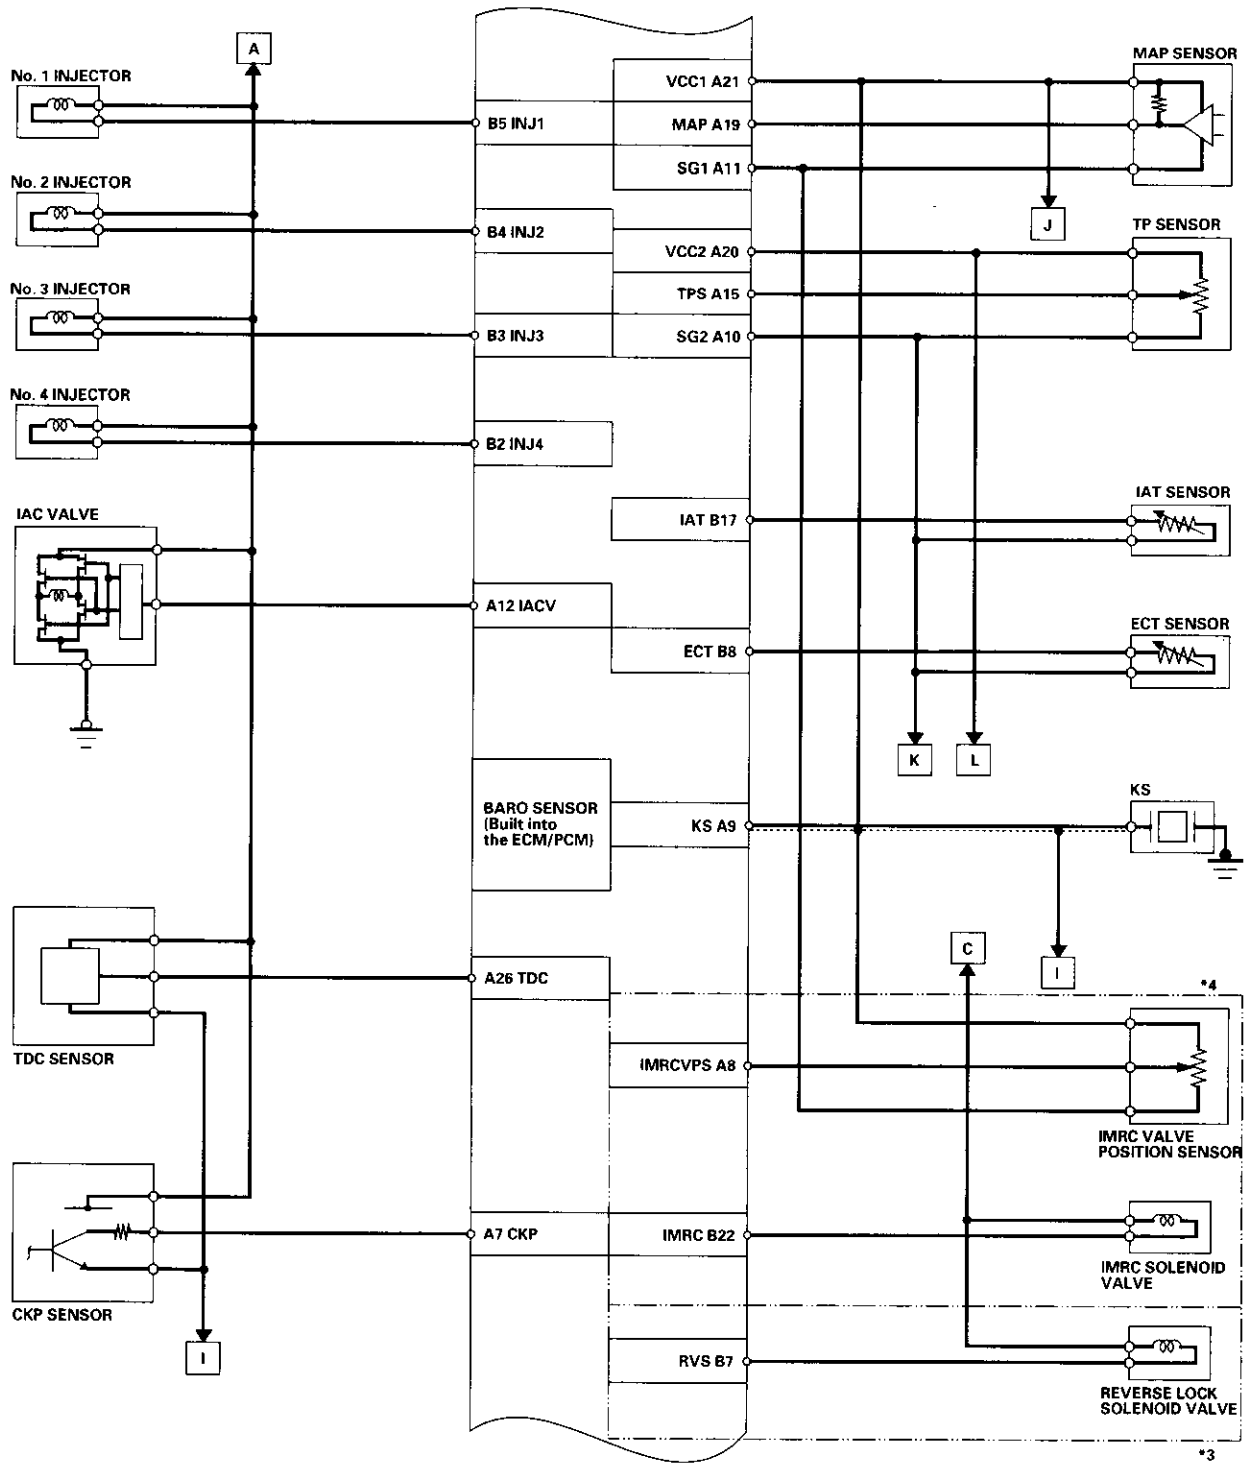 A
No. 1 INJECTOR
B5 INJ1
VCC1 A21
MAP A19
SG1 A11
MAP SENSOR
J
No. 2 INJECTOR
B4 INJ2
VCC2 A20
TPS A15
SG2 A10
TP SENSOR
No. 3 INJECTOR
B3 INJ3
No. 4 INJECTOR
B2 INJ4
IAT B17
IAT SENSOR
IAC VALVE
A12 IACV
ECT B8
ECT SENSOR
K
L
BARO SENSOR
(Built into
the ECM/PCM)
KS A9
KS
C
I
*4
A26 TDC
TDC SENSOR
IMRCVPS A8
IMRC VALVE
POSITION SENSOR
A7 CKP
CKP SENSOR
I
IMRC B22
IMRC SOLENOID
VALVE
RVS B7
REVERSE LOCK
SOLENOID VALVE
*3